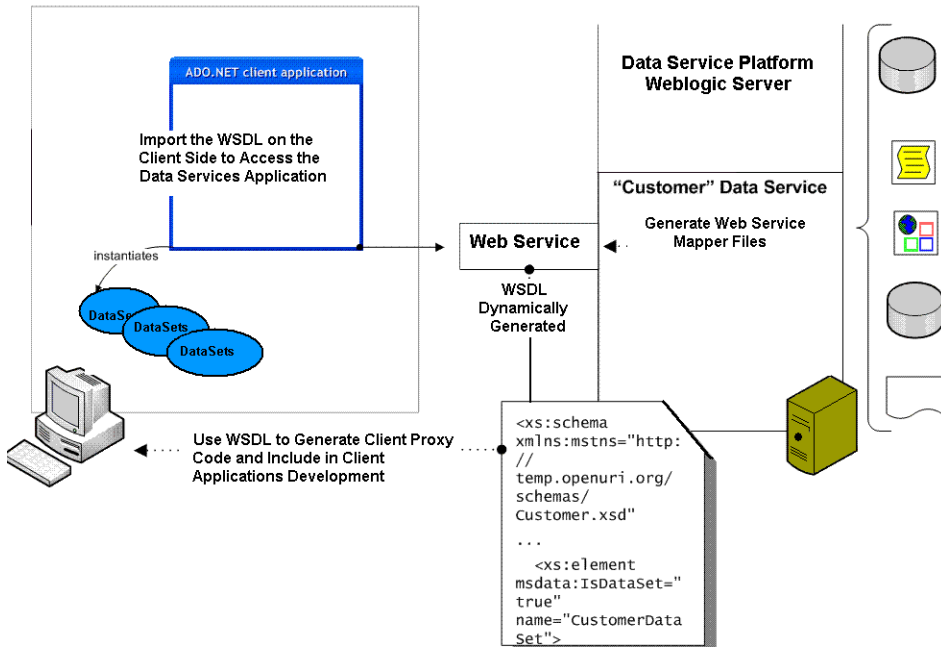 ADO.NET client application
Import the WSDL on the
Client Side to Access the
Data Services Application
instantiates
DataSe
DataSets
DataSets
Data Service Platform
Weblogic Server
“Customer” Data Service
Generate Web Service
Mapper Files
Web Service
WSDL
Dynamically
Generated
Use WSDL to Generate Client Proxy
Code and Include in Client
Applications Development
<xs:schema
xmlns:mstns="http:
//
temp.openuri.org/
schemas/
Customer.xsd"
...
<xs:element
msdata:IsDataSet="
true"
name="CustomerData
Set">